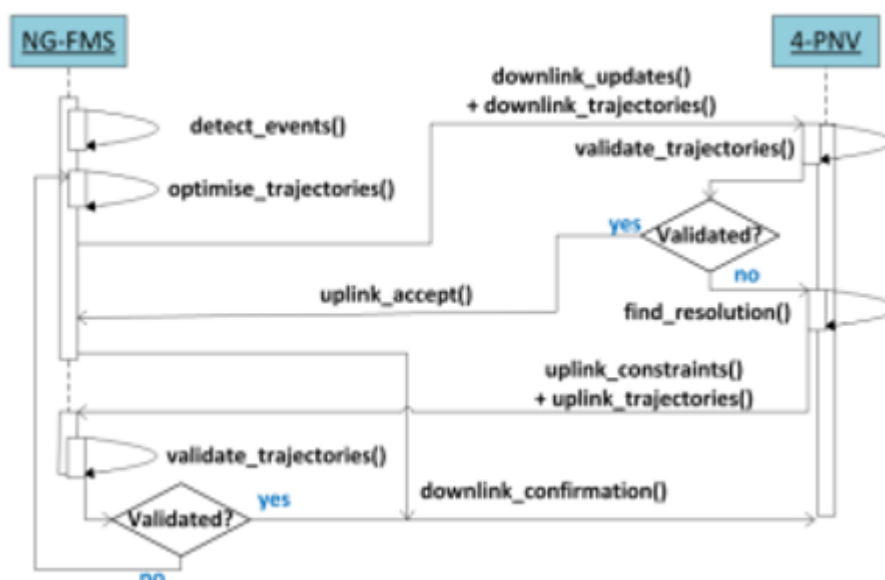 NG-FMS
4-PNV
downlink_updates()
+ downlink_trajectories()
detect_events()
validate_trajectories()
optimise_trajectories()
yes
Validated?
no
uplink_accept()
find_resolution()
uplink_constraints()
+ uplink_trajectories()
validate_trajectories()
yes
downlink_confirmation()
Validated?
no